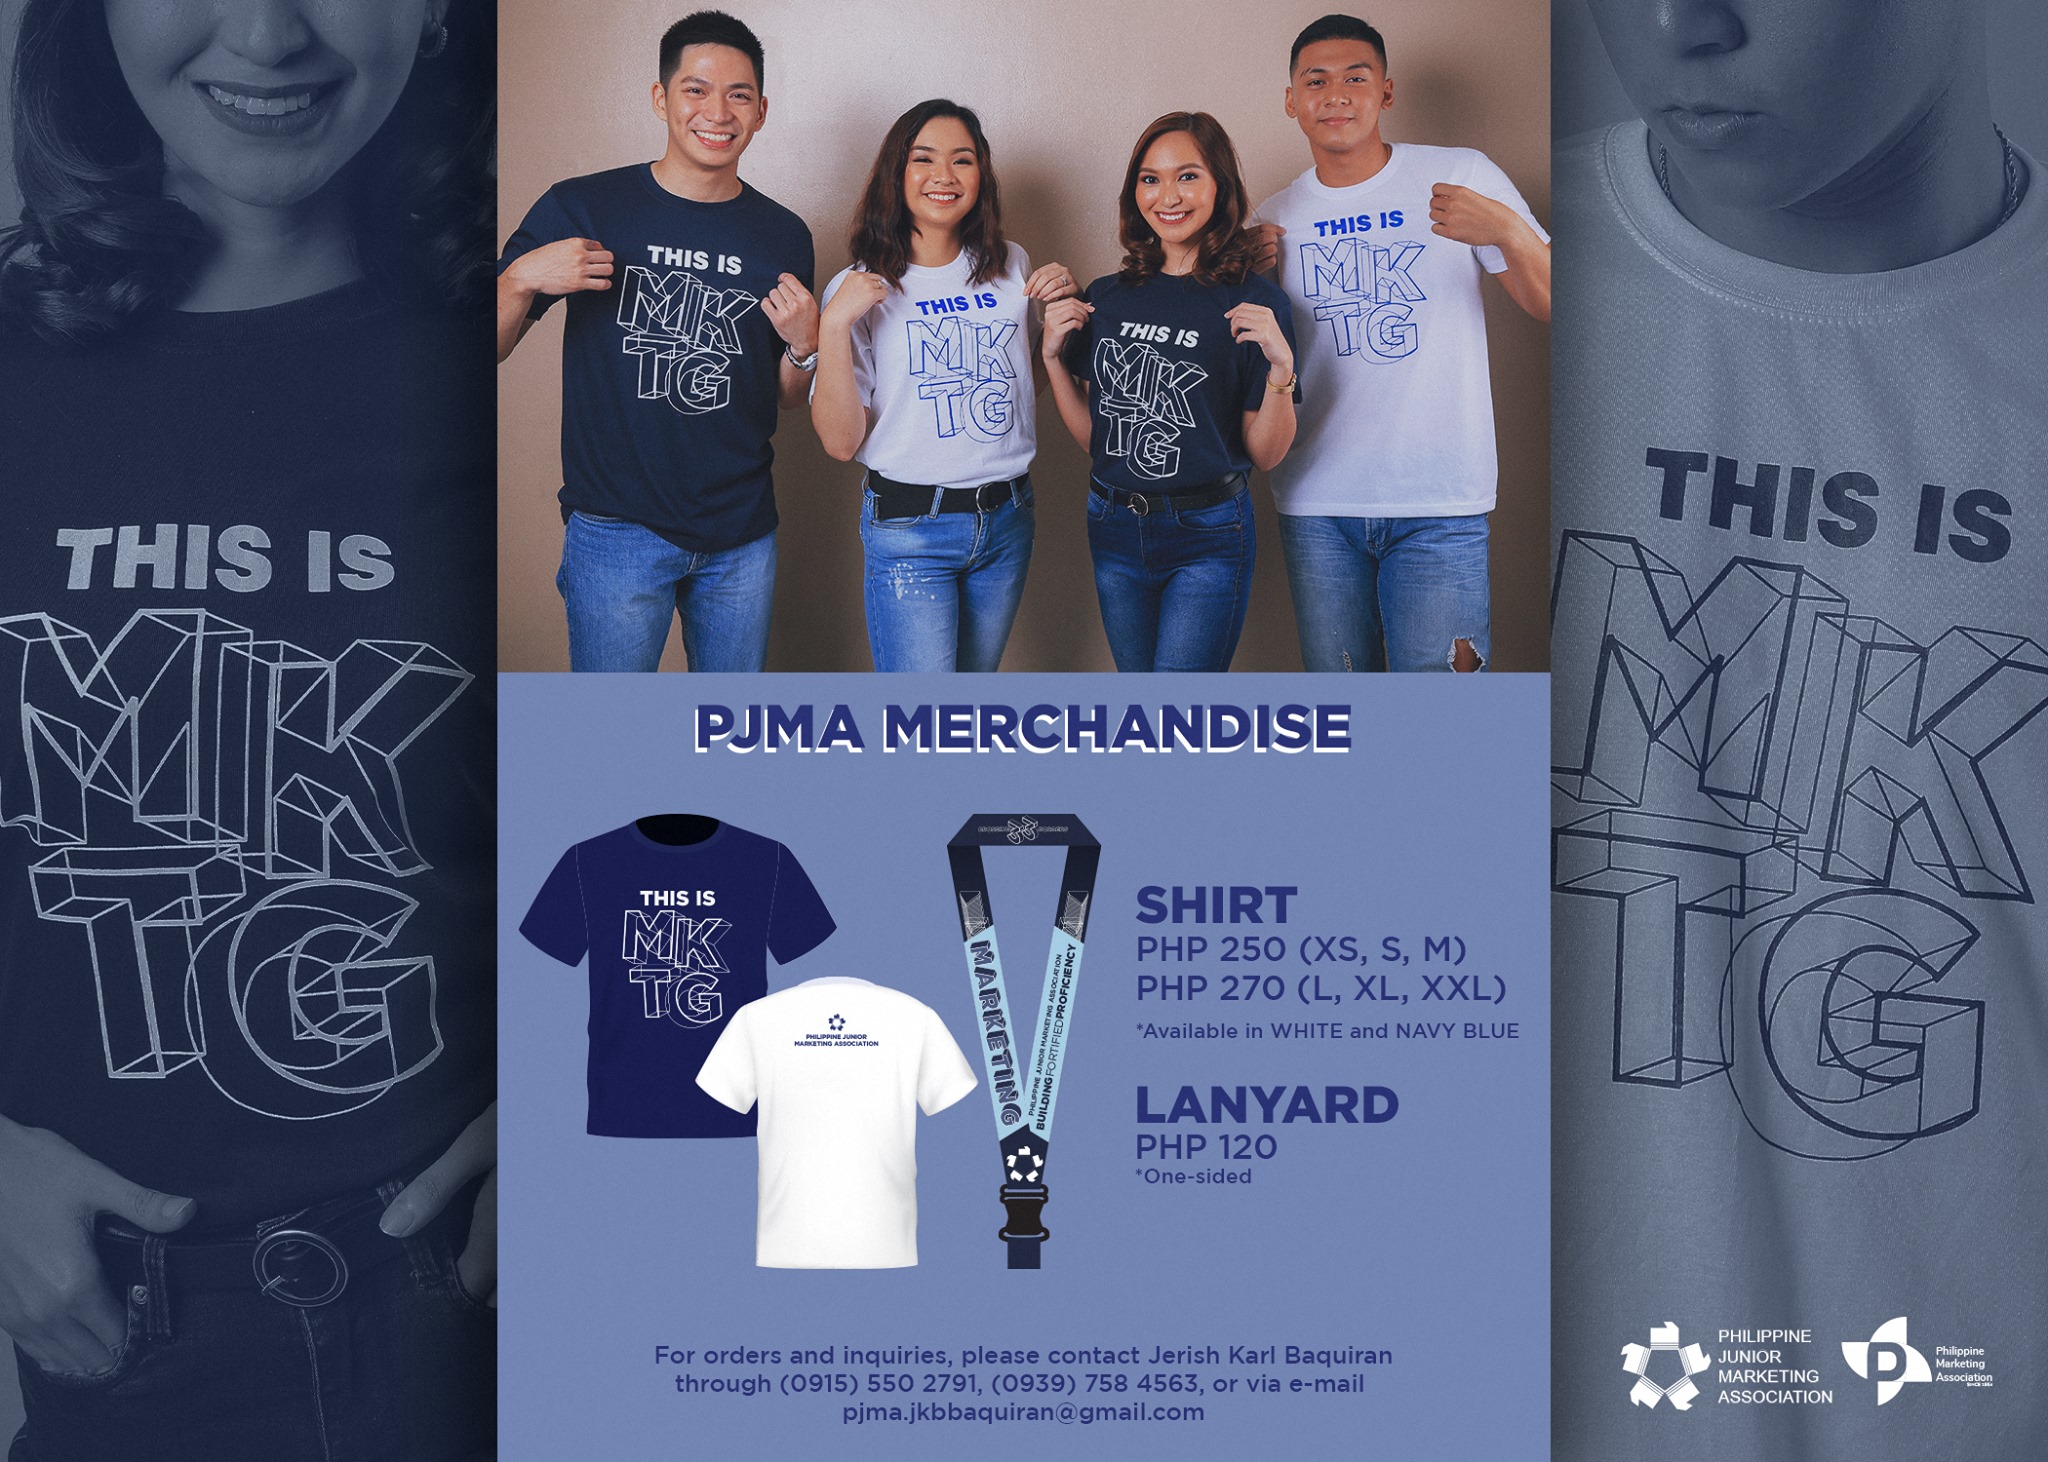 THIS IS
MK
TG
THIS IS
MK
TG
THIS IS
MK
TG
THIS IS
MK
TG
THIS IS
MK
TG
THIS IS
MK
TG
PJMA MERCHANDISE
THIS IS
MK
TG
PHILIPPINE JUNIOR
MARKETING ASSOCIATION
CROSSING BORDERS
MARKETING
PHILIPPINE JUNIOR MARKETING ASSOCIATION
BUILDING FORTIFIED PROFICIENCY
SHIRT
PHP 250 (XS, S, M)
PHP 270 (L, XL, XXL)
*Available in WHITE and NAVY BLUE
LANYARD
PHP 120
*One-sided
For orders and inquiries, please contact Jerish Karl Baquiran
through (0915) 550 2791, (0939) 758 4563, or via e-mail
pjma.jkbbaquiran@gmail.com
PHILIPPINE
JUNIOR
MARKETING
ASSOCIATION
P
Philippine
Marketing
Association
SINCE 1954